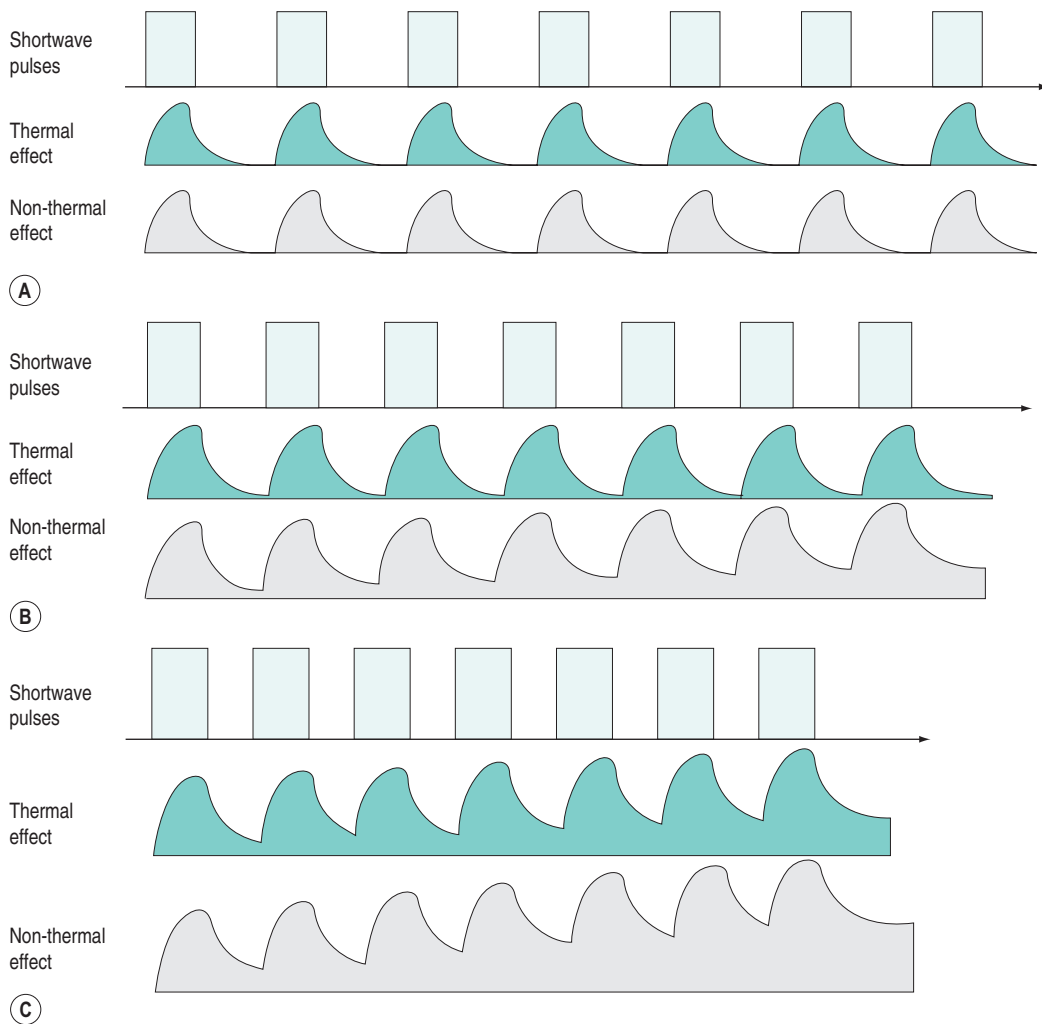 Shortwave
pulses
Thermal
effect
Non-thermal
effect
A
Shortwave
pulses
Thermal
effect
Non-thermal
effect
B
Shortwave
pulses
Thermal
effect
Non-thermal
effect
C